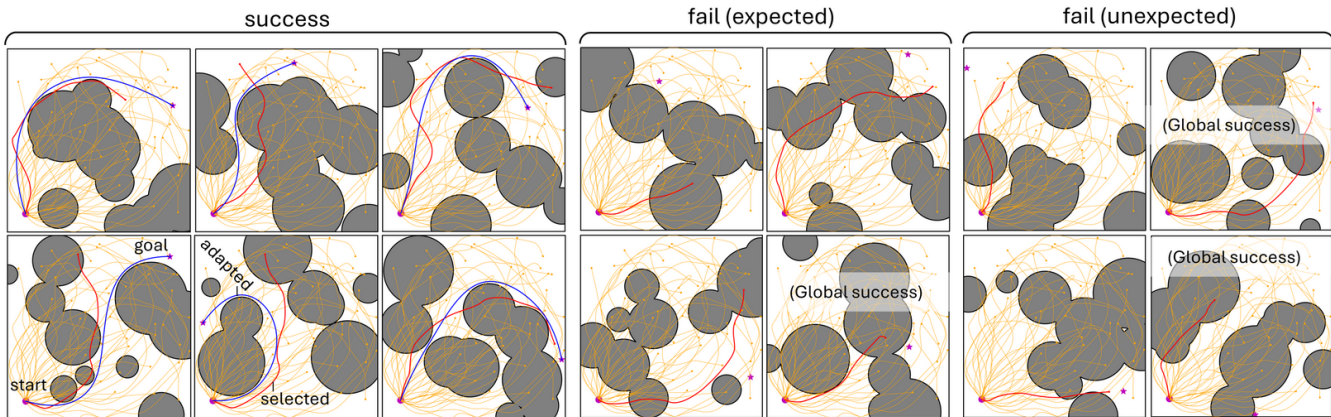 success
fail (expected)
fail (unexpected)
(Global success)
goal
adapted
start
selected
(Global success)
(Global success)